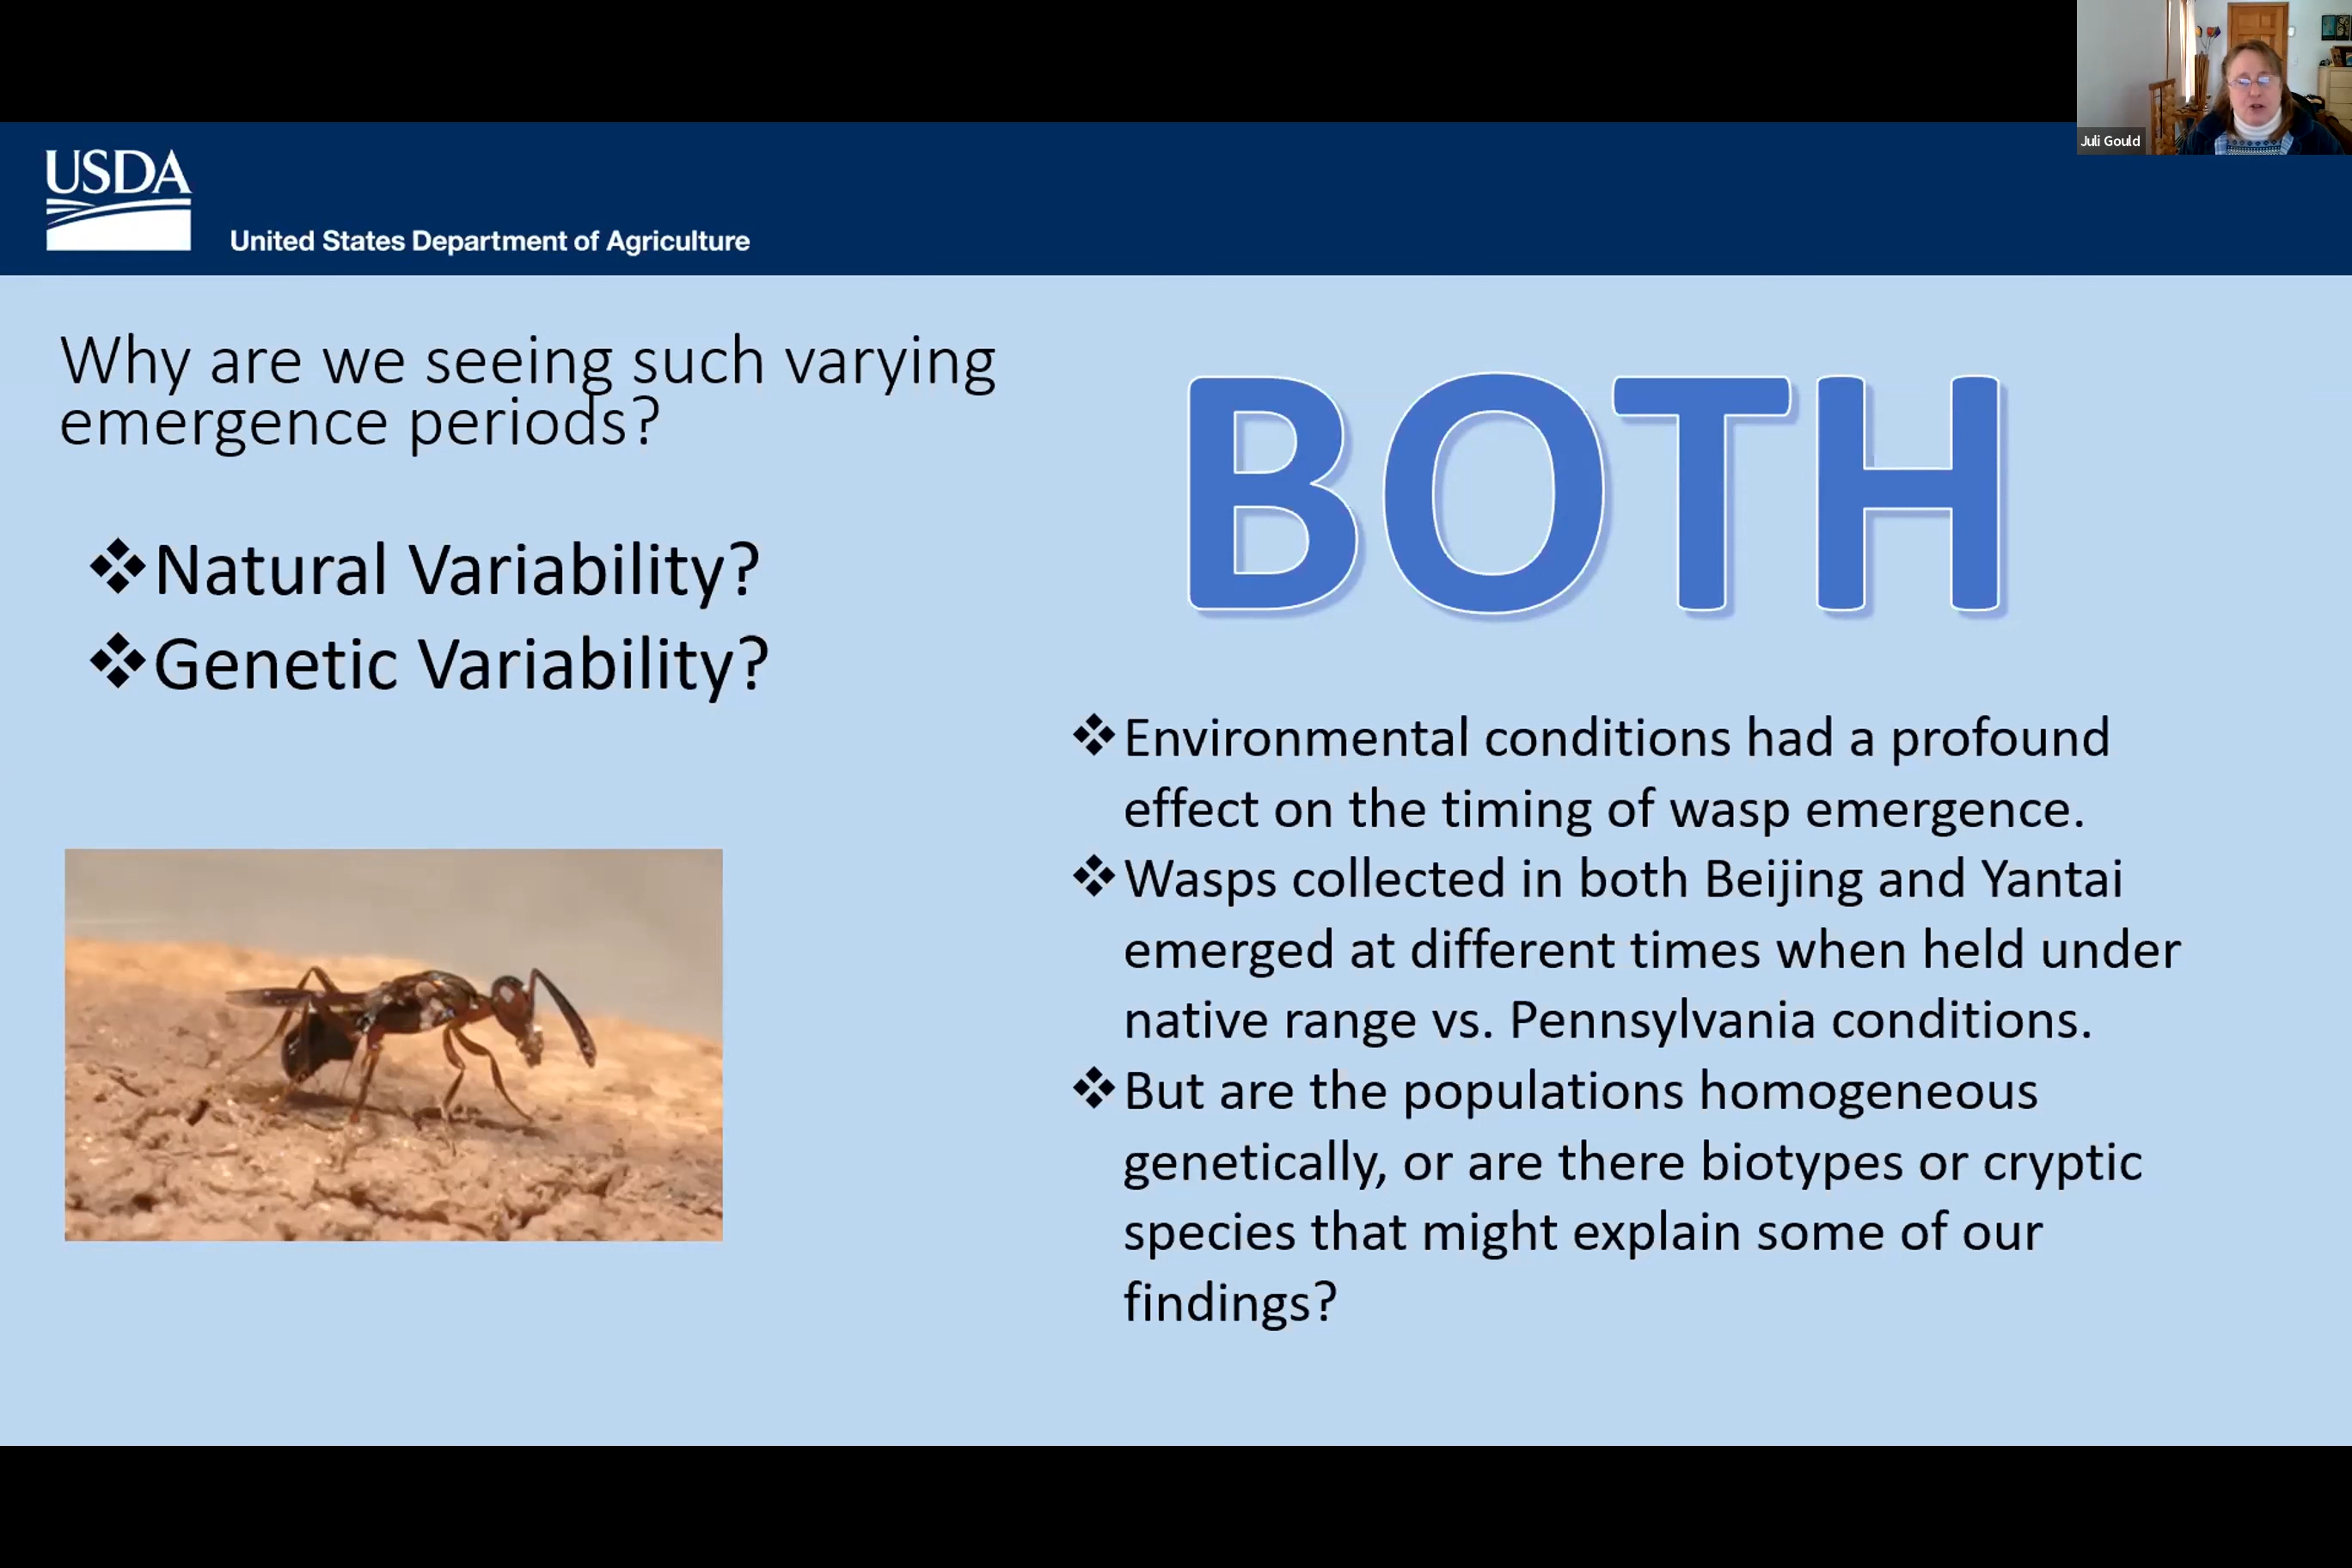 Juli Gould
USDA
United States Department of Agriculture
Why are we seeing such varying
emergence periods?
❖Natural Variability?
❖Genetic Variability?
BOTH
❖Environmental conditions had a profound
effect on the timing of wasp emergence.
❖Wasps collected in both Beijing and Yantai
emerged at different times when held under
native range vs. Pennsylvania conditions.
❖But are the populations homogeneous
genetically, or are there biotypes or cryptic
species that might explain some of our
findings?